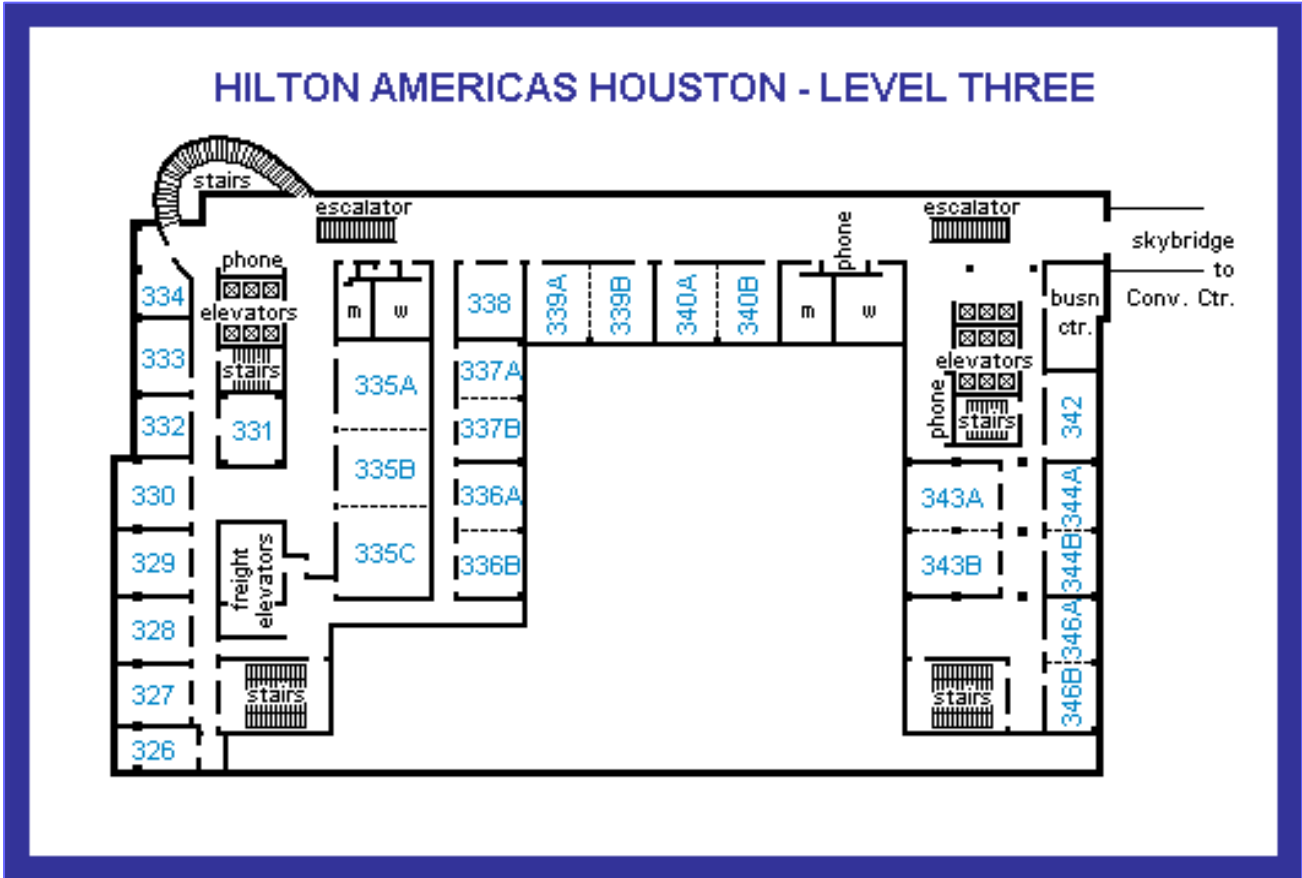 HILTON AMERICAS HOUSTON - LEVEL THREE
stairs
escalator
escalator
phone
skybridge
to
Conv. Ctr.
phone
elevators
334
m
w
338
339A
339B
340A
340B
m
w
busn
ctr.
elevators
phone
stairs
333
stairs
335A
337A
342
332
331
337B
330
335B
336A
343A
344A
329
freight
elevators
335C
336B
343B
344B
328
346A
327
stairs
stairs
346B
326